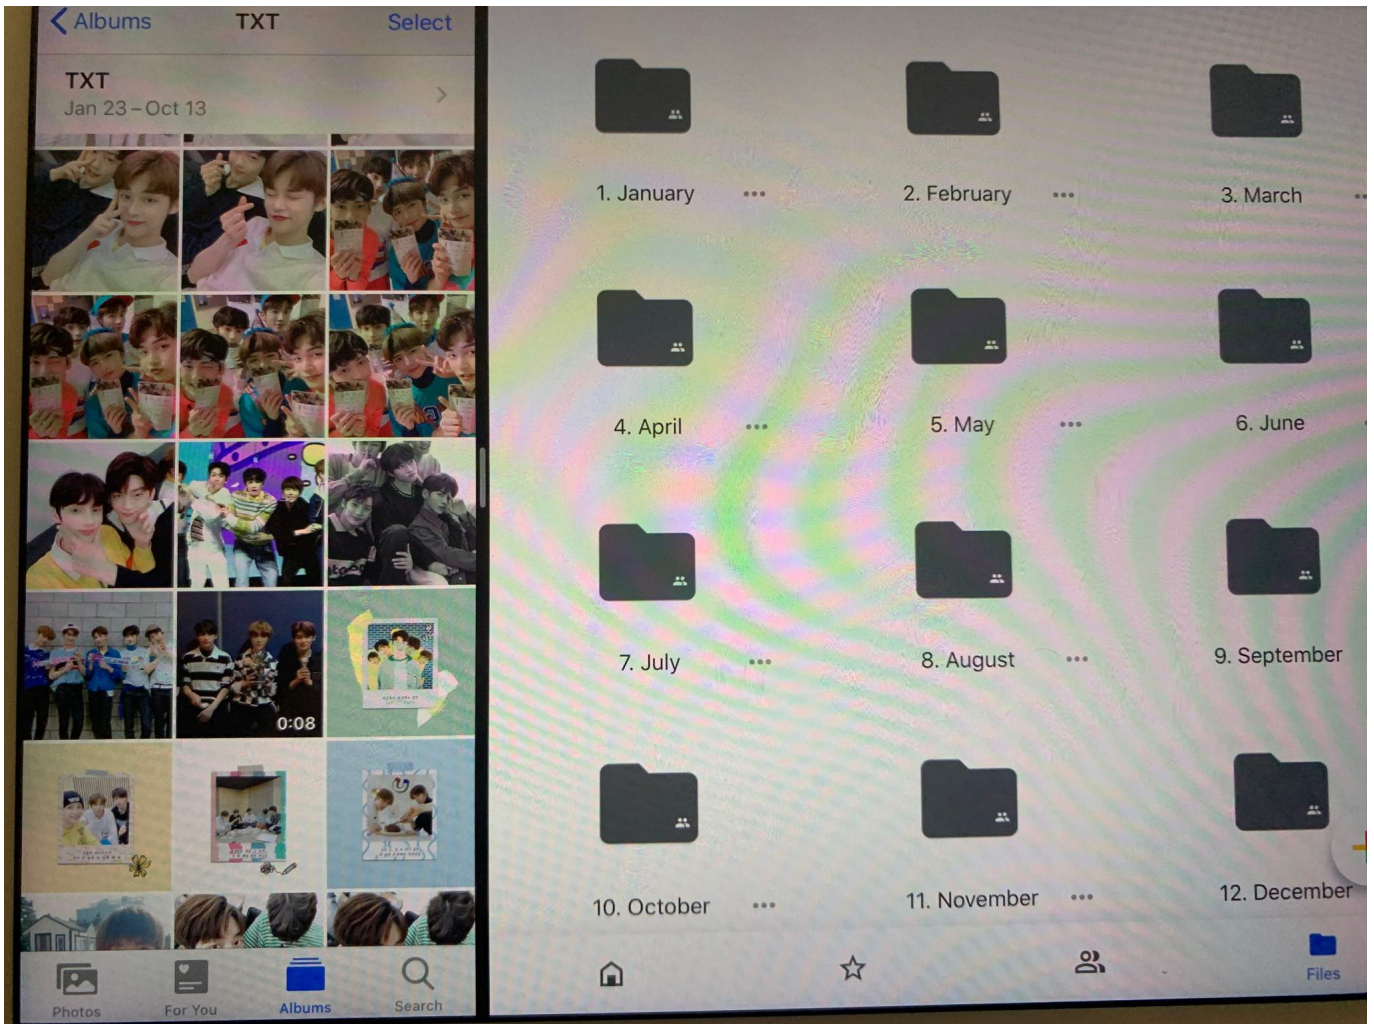 Albums
TXT
Select
TXT
Jan 23 – Oct 13
0:08
Photos
For You
Albums
Search
1. January
2. February
3. March
4. April
5. May
6. June
7. July
8. August
9. September
10. October
11. November
12. December
Files